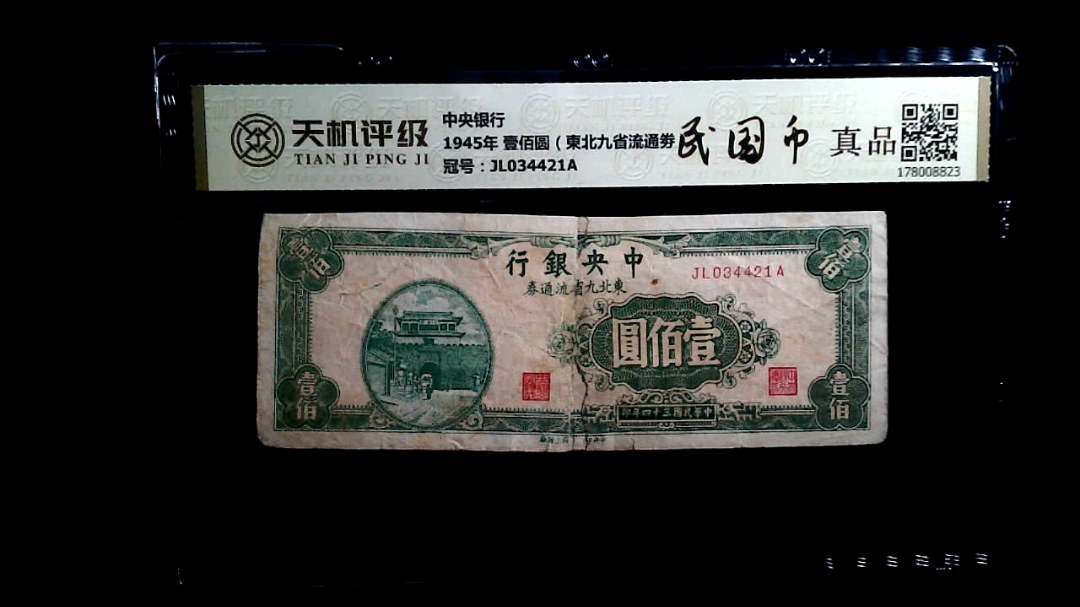 天机评级
TIAN JI PING JI
中央银行
1945年 壹佰圆（東北九省流通劵
冠号：JL034421A
民国币
真品
178008823
壹佰
壹佰
行銀央中
券通流省九北東
JL034421A
圓佰壹
壹佰
壹佰
印年四十三國民華中